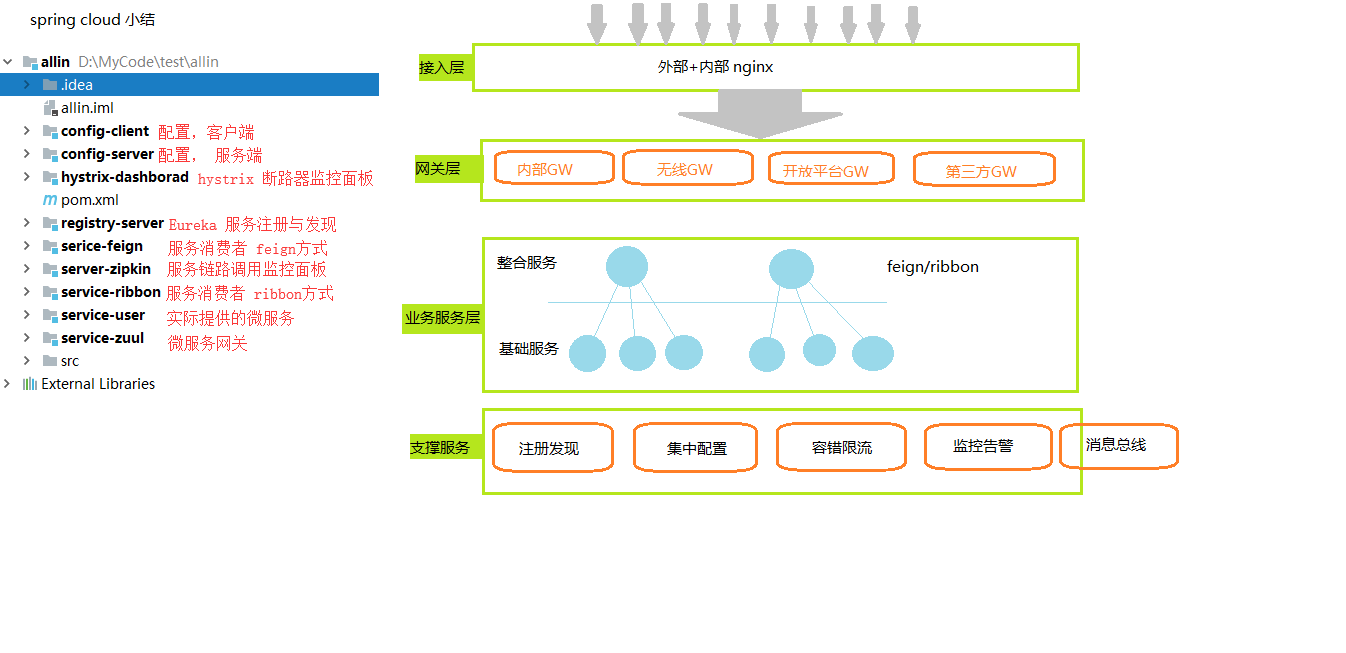 spring cloud 小结
allin D:\MyCode\test\allin
.idea
allin.iml
config-client 配置，客户端
config-server 配置， 服务端
hystrix-dashborad hystrix 断路器监控面板
pom.xml
registry-server Eureka 服务注册与发现
serice-feign 服务消费者 feign方式
server-zipkin 服务链路调用监控面板
service-ribbon 服务消费者 ribbon方式
service-user 实际提供的微服务
service-zuul 微服务网关
src
External Libraries
接入层 外部+内部 nginx
网关层 内部GW 无线GW 开放平台GW 第三方GW
整合服务 feign/ribbon
业务服务层
基础服务
支撑服务 注册发现 集中配置 容错限流 监控告警 消息总线